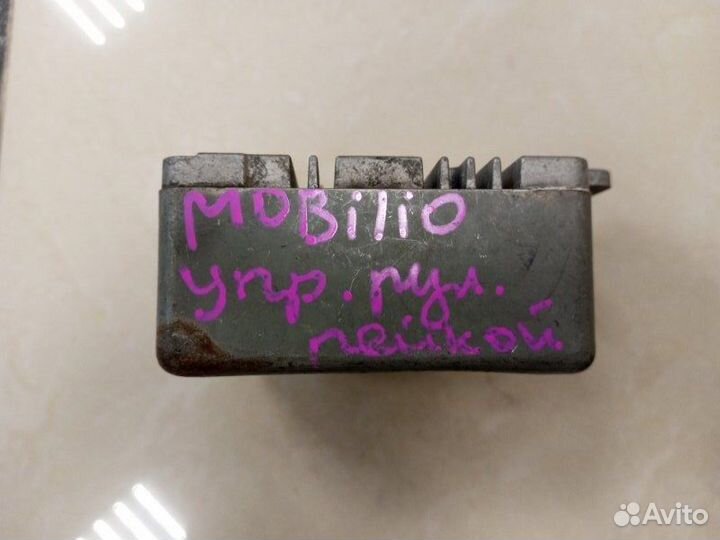 MOBilio
упр. рул.
рейкой
Avito